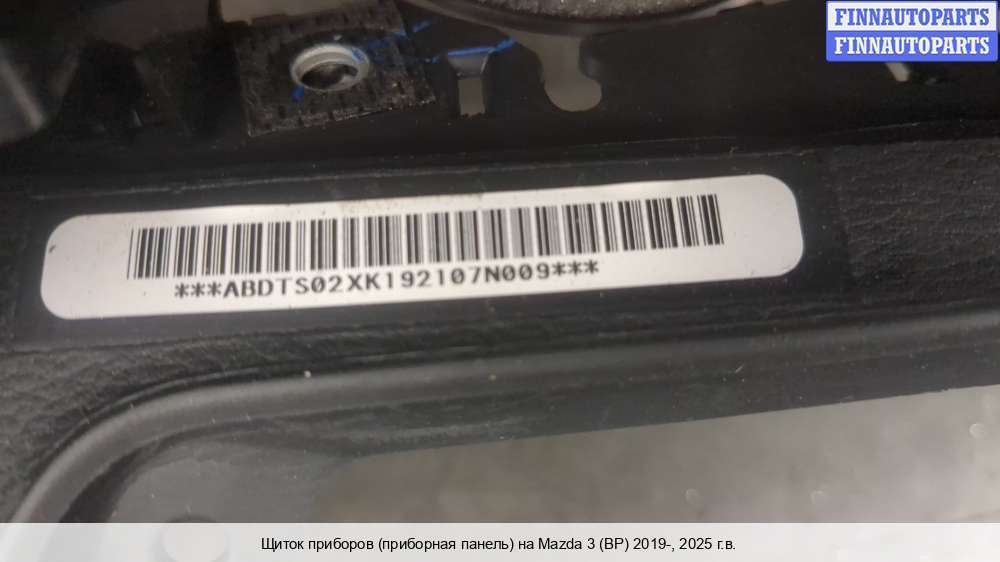 FINNAUTOPARTS
FINNAUTOPARTS
***ABDTS02XK192107N009***
Щиток приборов (приборная панель) на Mazda 3 (BP) 2019-, 2025 г.в.